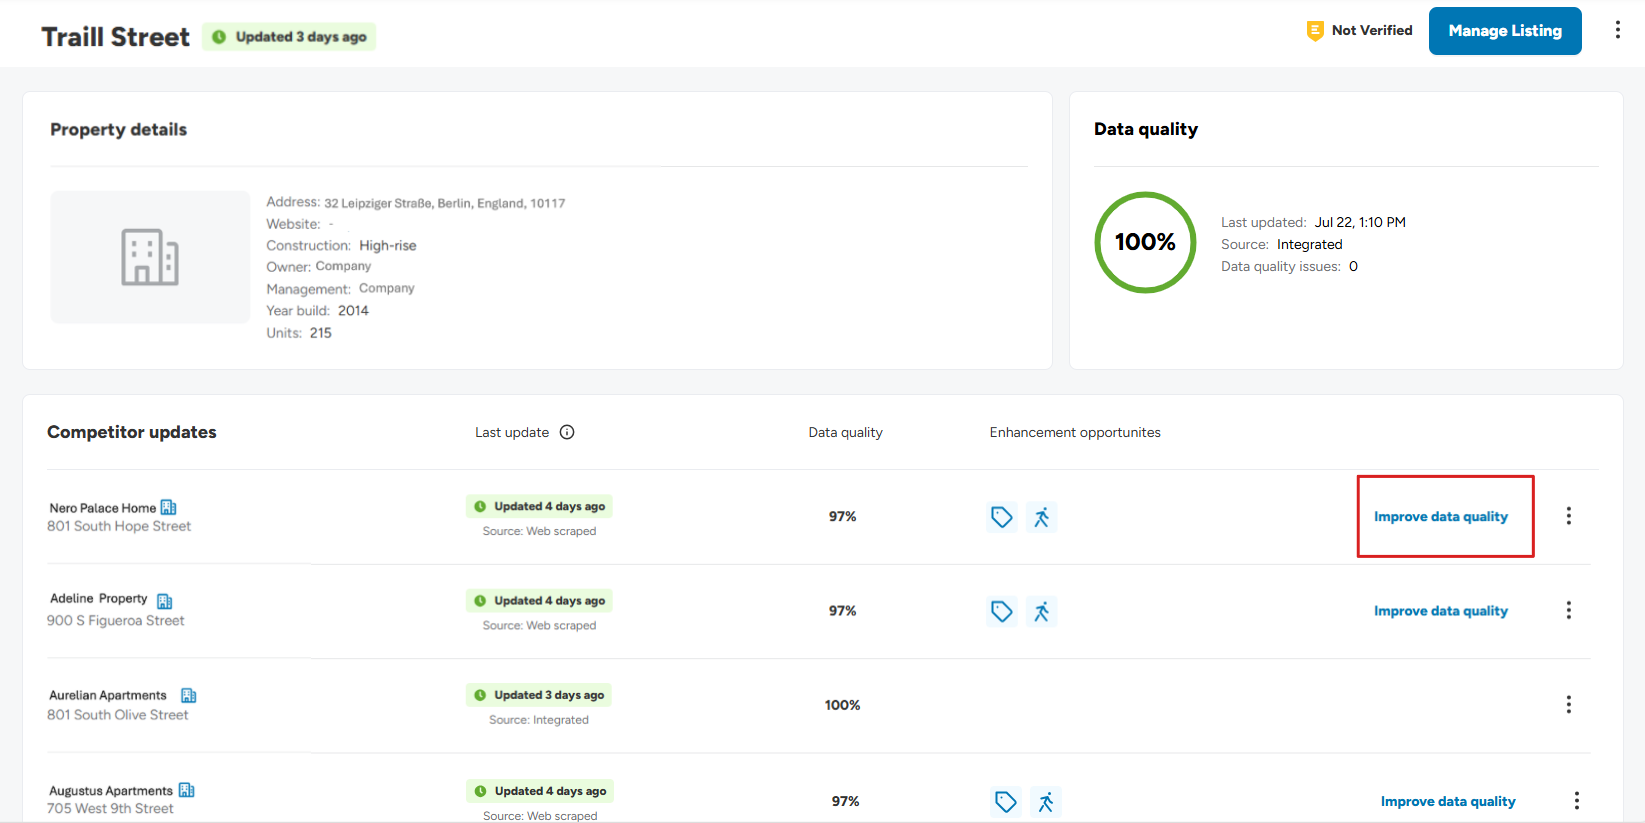 Traill Street
Updated 3 days ago
Not Verified
Manage Listing
Property details
Address: 32 Leipziger Straße, Berlin, England, 10117
Website: -
Construction: High-rise
Owner: Company
Management: Company
Year build: 2014
Units: 215
Data quality
100%
Last updated: Jul 22, 1:10 PM
Source: Integrated
Data quality issues: 0
Competitor updates
Last update
Data quality
Enhancement opportunites
Nero Palace Home
801 South Hope Street
Updated 4 days ago
Source: Web scraped
97%
Improve data quality
Adeline Property
900 S Figueroa Street
Updated 4 days ago
Source: Web scraped
97%
Improve data quality
Aurelian Apartments
801 South Olive Street
Updated 3 days ago
Source: Integrated
100%
Augustus Apartments
705 West 9th Street
Updated 4 days ago
Source: Web scraped
97%
Improve data quality